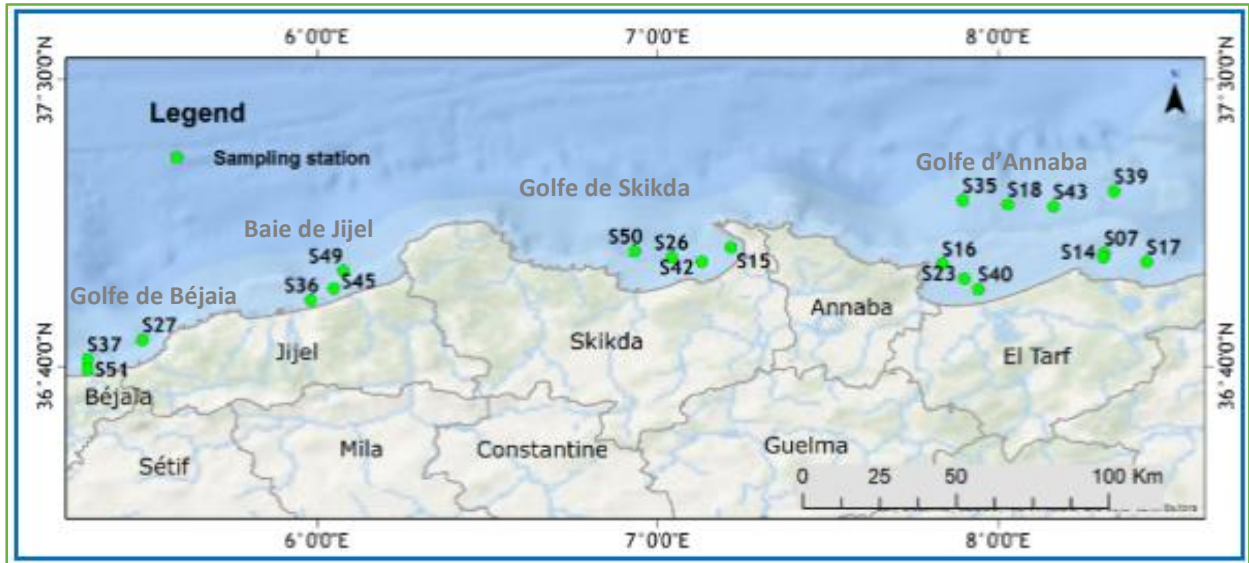 6°0'0"E 7°0'0"E 8°0'0"E
37°30'0"N
37°30'0"N
N
Legend
Sampling station
Golfe d'Annaba
Golfe de Skikda
Baie de Jijel
Golfe de Béjaia
S35
S18
S43
S39
S50
S26
S42
S15
S16
S23
S40
S14
S07
S17
S49
S36
S45
S27
S37
S51
36°40'0"N
36°40'0"N
Béjaïa
Jijel
Skikda
Annaba
El Tarf
Sétif
Mila
Constantine
Guelma
0 25 50 100 Km
6°0'0"E 7°0'0"E 8°0'0"E